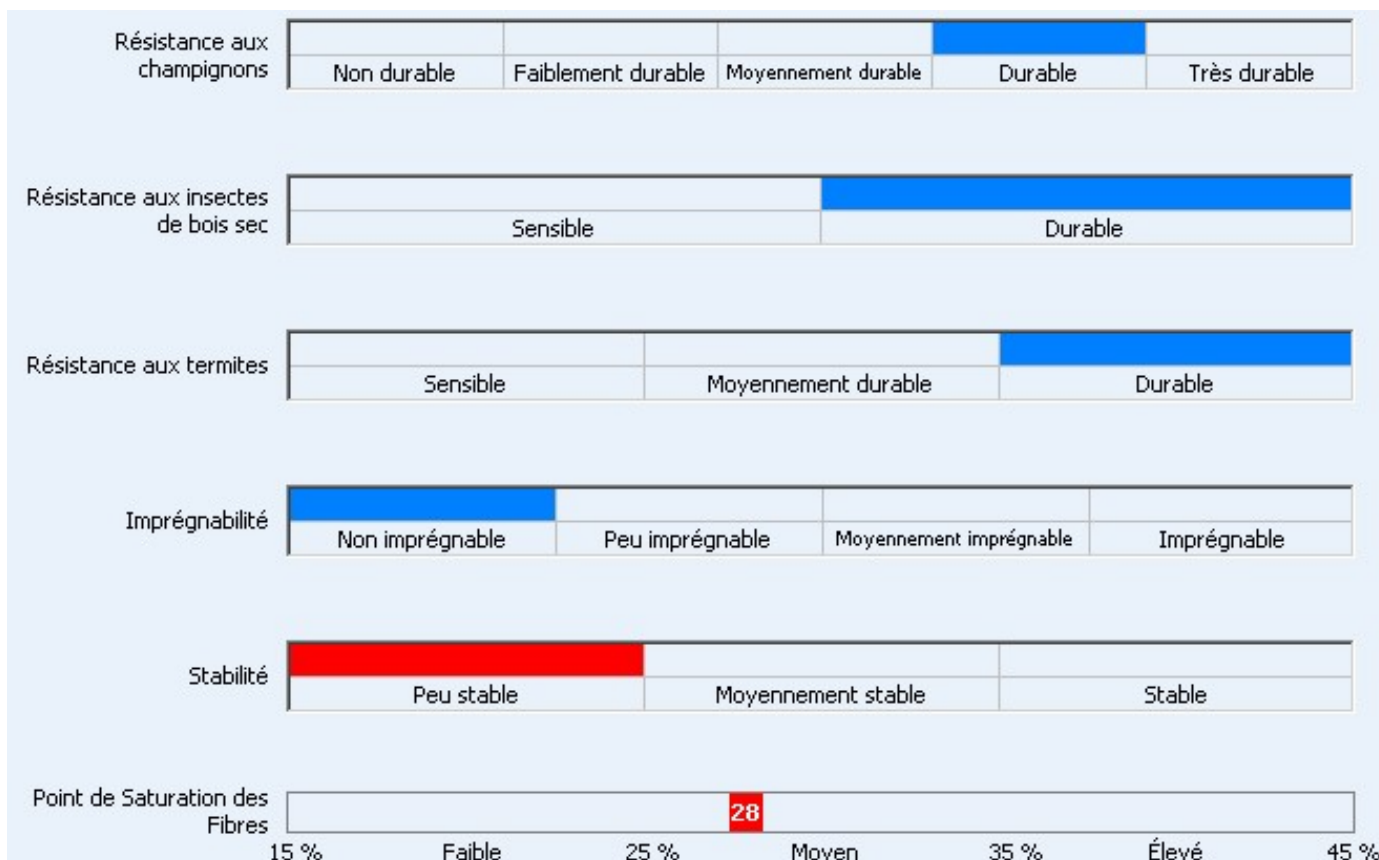 Résistance aux
champignons
Non durable Faiblement durable Moyennement durable Durable Très durable
Résistance aux insectes
de bois sec
Sensible Durable
Résistance aux termites
Sensible Moyennement durable Durable
Imprégnabilité
Non imprégnable Peu imprégnable Moyennement imprégnable Imprégnable
Stabilité
Peu stable Moyennement stable Stable
Point de Saturation des
Fibres
28
15 % Faible 25 % Moyen 35 % Élevé 45 %